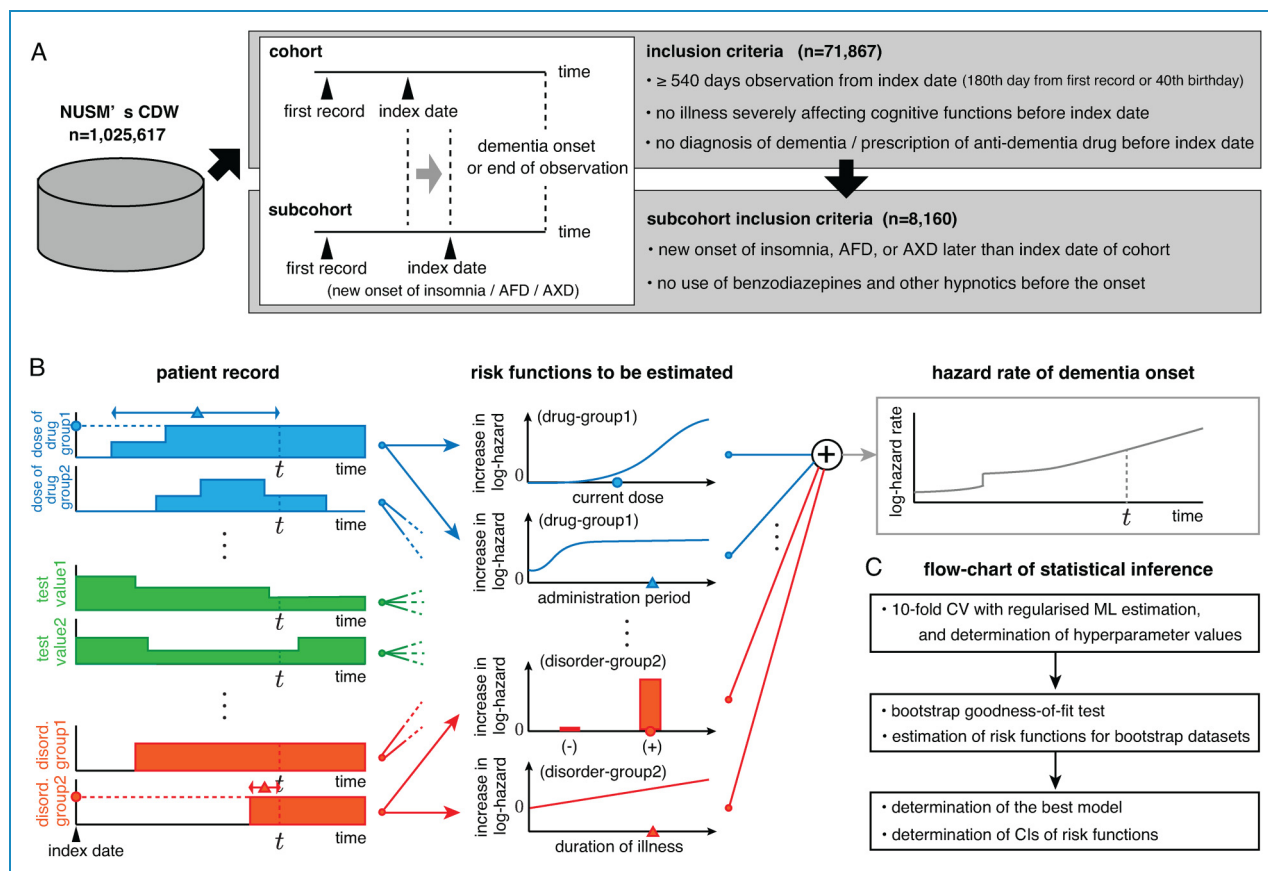 A
NUSM’s CDW
n=1,025,617
cohort
time
first record
index date
dementia onset
or end of observation
subcohort
time
first record
index date
(new onset of insomnia / AFD / AXD)
inclusion criteria (n=71,867)
・≥ 540 days observation from index date (180th day from first record or 40th birthday)
・no illness severely affecting cognitive functions before index date
・no diagnosis of dementia / prescription of anti-dementia drug before index date
subcohort inclusion criteria (n=8,160)
・new onset of insomnia, AFD, or AXD later than index date of cohort
・no use of benzodiazepines and other hypnotics before the onset
B
patient record
dose of
drug
group1
t
time
dose of
drug
group2
t
time
test
value1
t
time
test
value2
t
time
disord.
group1
t
time
disord.
group2
t
time
index date
risk functions to be estimated
(drug-group1)
increase in
log-hazard
0
current dose
(drug-group1)
increase in
log-hazard
0
administration period
(disorder-group2)
increase in
log-hazard
0
(-)
(+)
(disorder-group2)
increase in
log-hazard
0
duration of illness
+
hazard rate of dementia onset
log-hazard rate
t
time
C
flow-chart of statistical inference
・10-fold CV with regularised ML estimation,
and determination of hyperparameter values
・bootstrap goodness-of-fit test
・estimation of risk functions for bootstrap datasets
・determination of the best model
・determination of CIs of risk functions